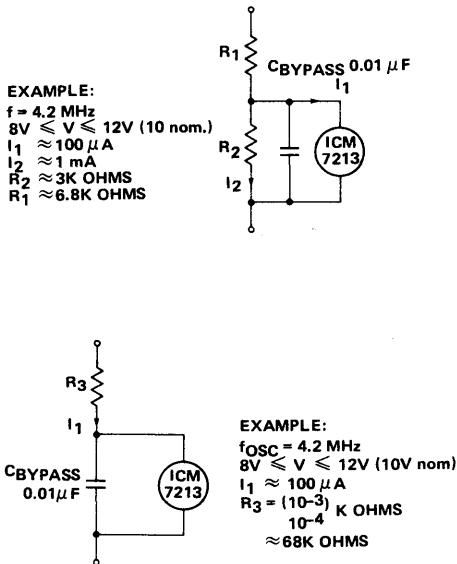 R1
CBYPASS 0.01 µF
I1
EXAMPLE:
f = 4.2 MHz
8V ≤ V ≤ 12V (10 nom.)
I1 ≈ 100 µA
I2 ≈ 1 mA
R2 ≈ 3K OHMS
R1 ≈ 6.8K OHMS
R2
ICM
7213
I2
R3
I1
CBYPASS
0.01µF
ICM
7213
EXAMPLE:
fOSC = 4.2 MHz
8V ≤ V ≤ 12V (10V nom)
I1 ≈ 100 µA
R3 = (10-3) K OHMS
10-4
≈68K OHMS